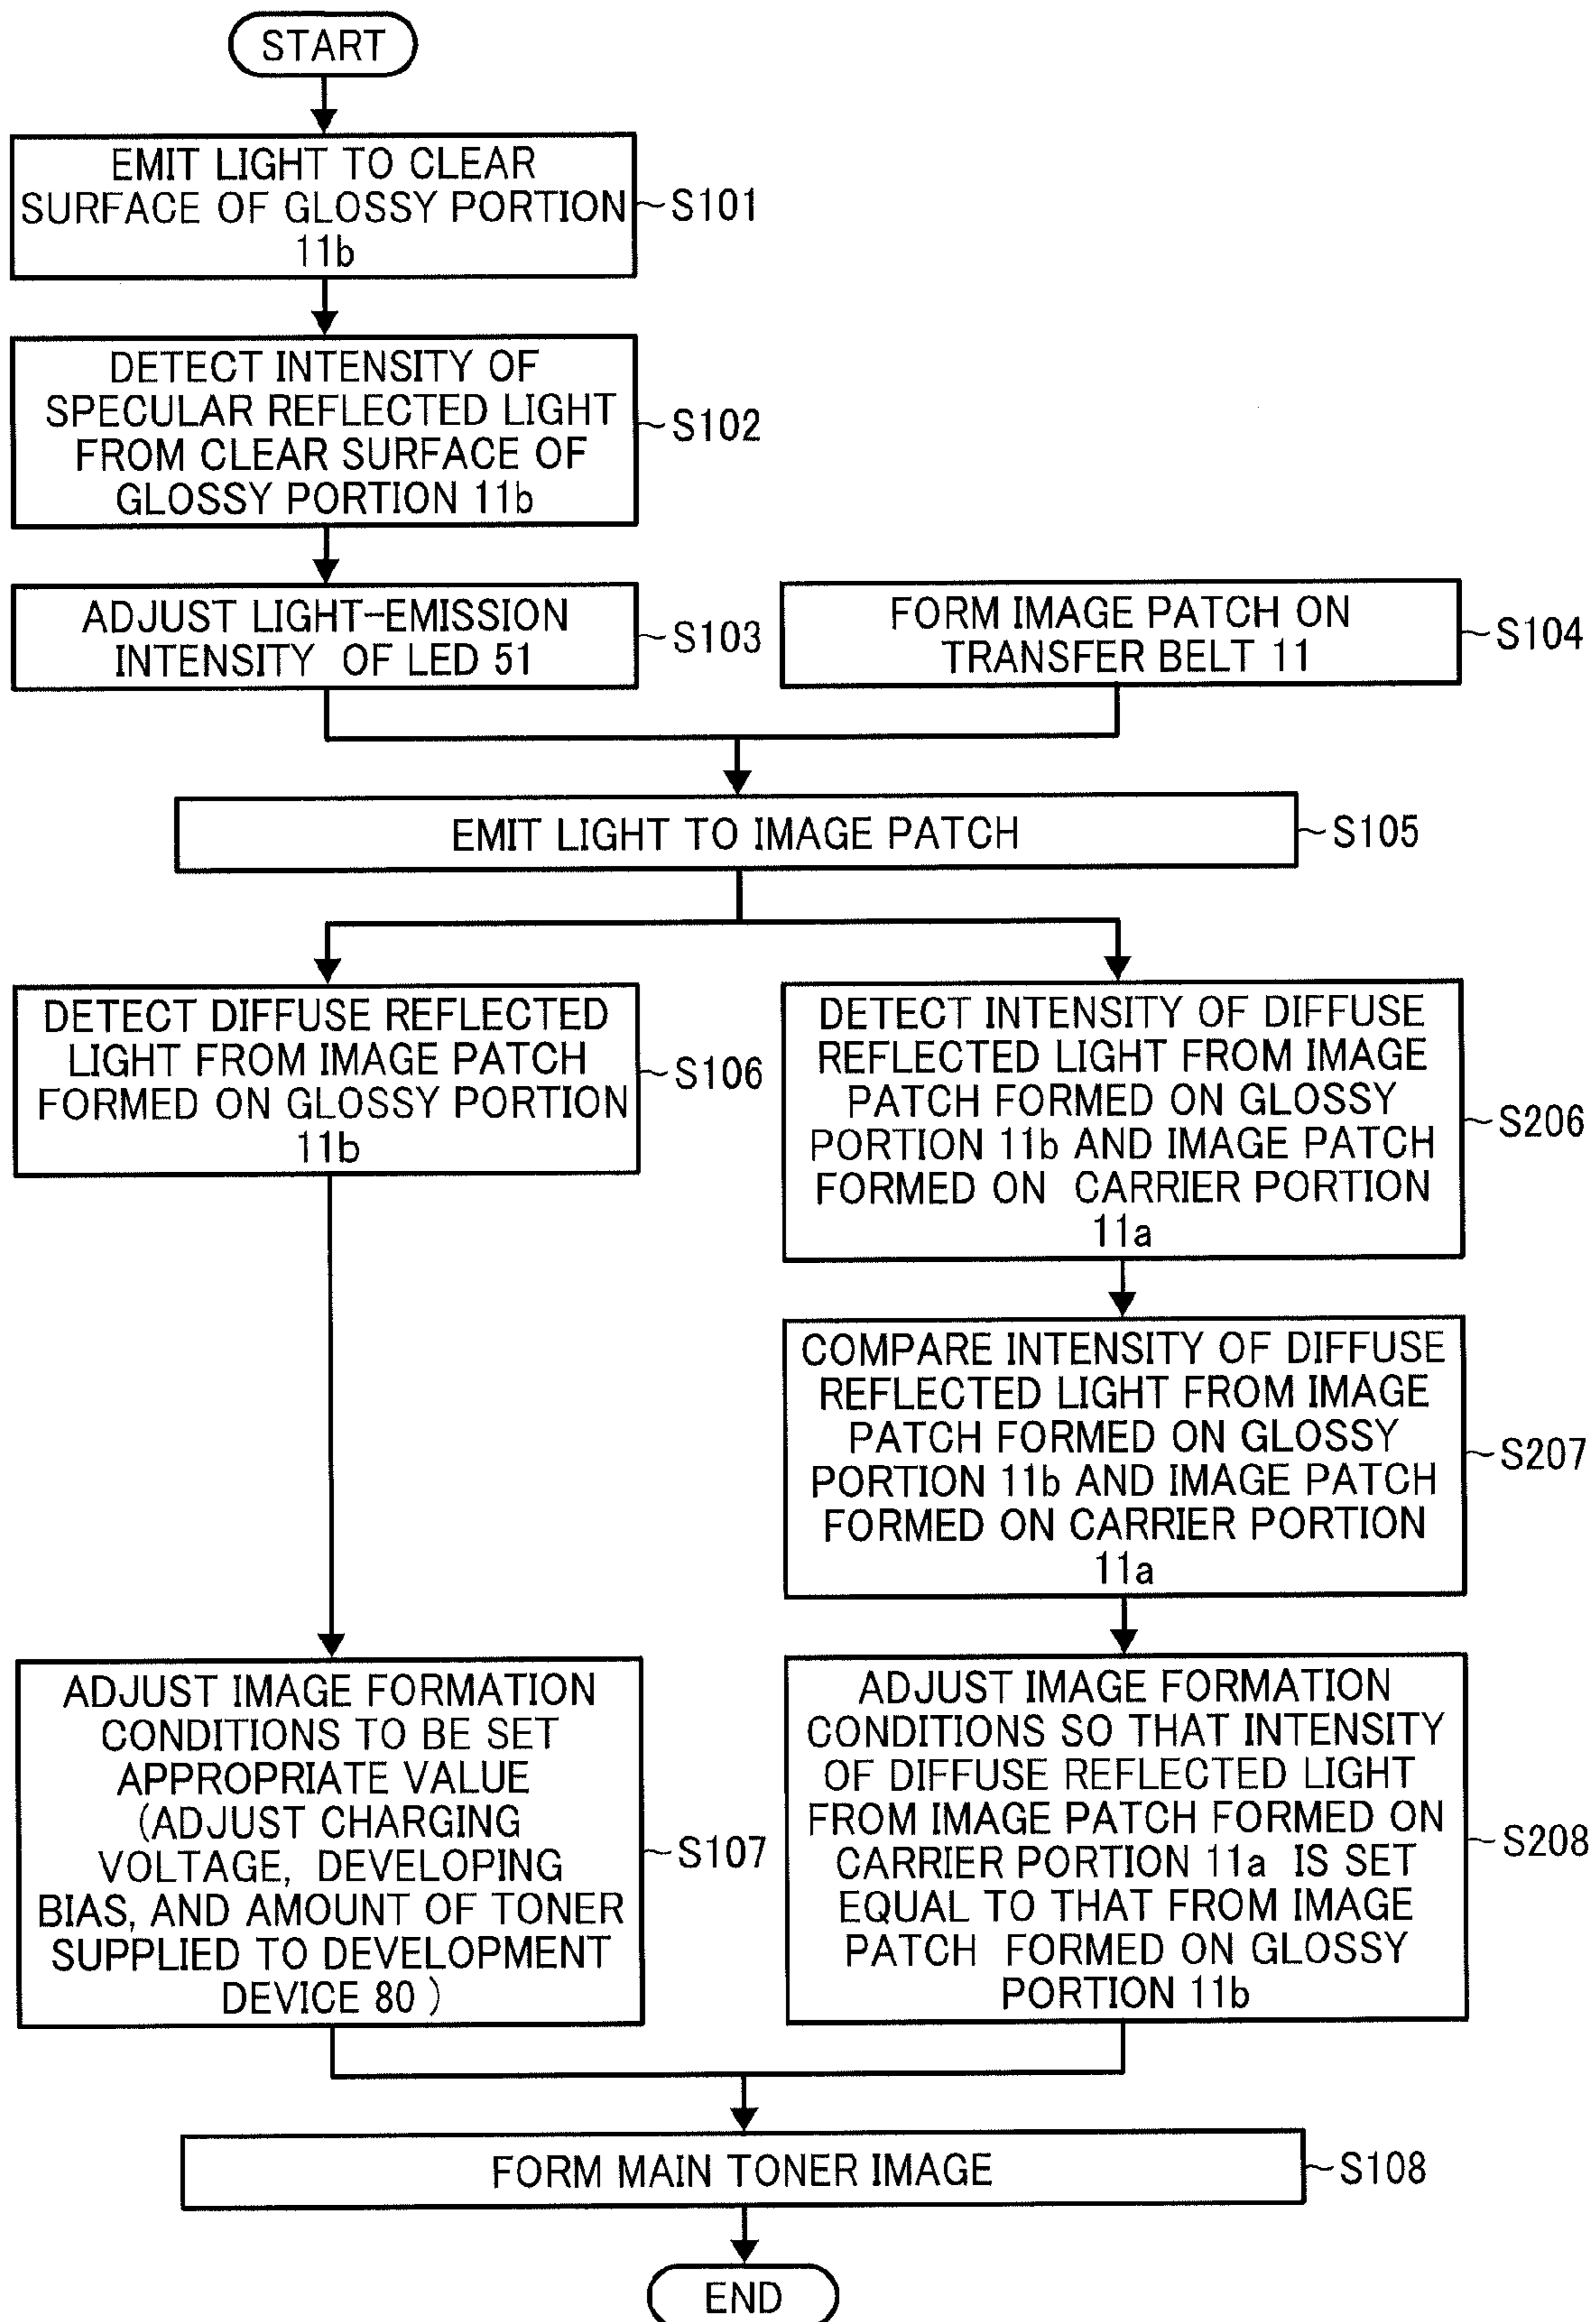 START
EMIT LIGHT TO CLEAR
SURFACE OF GLOSSY PORTION
11b
S101
DETECT INTENSITY OF
SPECULAR REFLECTED LIGHT
FROM CLEAR SURFACE OF
GLOSSY PORTION 11b
S102
ADJUST LIGHT-EMISSION
INTENSITY OF LED 51
S103
FORM IMAGE PATCH ON
TRANSFER BELT 11
S104
EMIT LIGHT TO IMAGE PATCH
S105
DETECT DIFFUSE REFLECTED
LIGHT FROM IMAGE PATCH
FORMED ON GLOSSY PORTION
11b
S106
DETECT INTENSITY OF DIFFUSE
REFLECTED LIGHT FROM IMAGE
PATCH FORMED ON GLOSSY
PORTION 11b AND IMAGE PATCH
FORMED ON CARRIER PORTION
11a
S206
COMPARE INTENSITY OF DIFFUSE
REFLECTED LIGHT FROM IMAGE
PATCH FORMED ON GLOSSY
PORTION 11b AND IMAGE PATCH
FORMED ON CARRIER PORTION
11a
S207
ADJUST IMAGE FORMATION
CONDITIONS TO BE SET
APPROPRIATE VALUE
(ADJUST CHARGING
VOLTAGE, DEVELOPING
BIAS, AND AMOUNT OF TONER
SUPPLIED TO DEVELOPMENT
DEVICE 80 )
S107
ADJUST IMAGE FORMATION
CONDITIONS SO THAT INTENSITY
OF DIFFUSE REFLECTED LIGHT
FROM IMAGE PATCH FORMED ON
CARRIER PORTION 11a IS SET
EQUAL TO THAT FROM IMAGE
PATCH FORMED ON GLOSSY
PORTION 11b
S208
FORM MAIN TONER IMAGE
S108
END